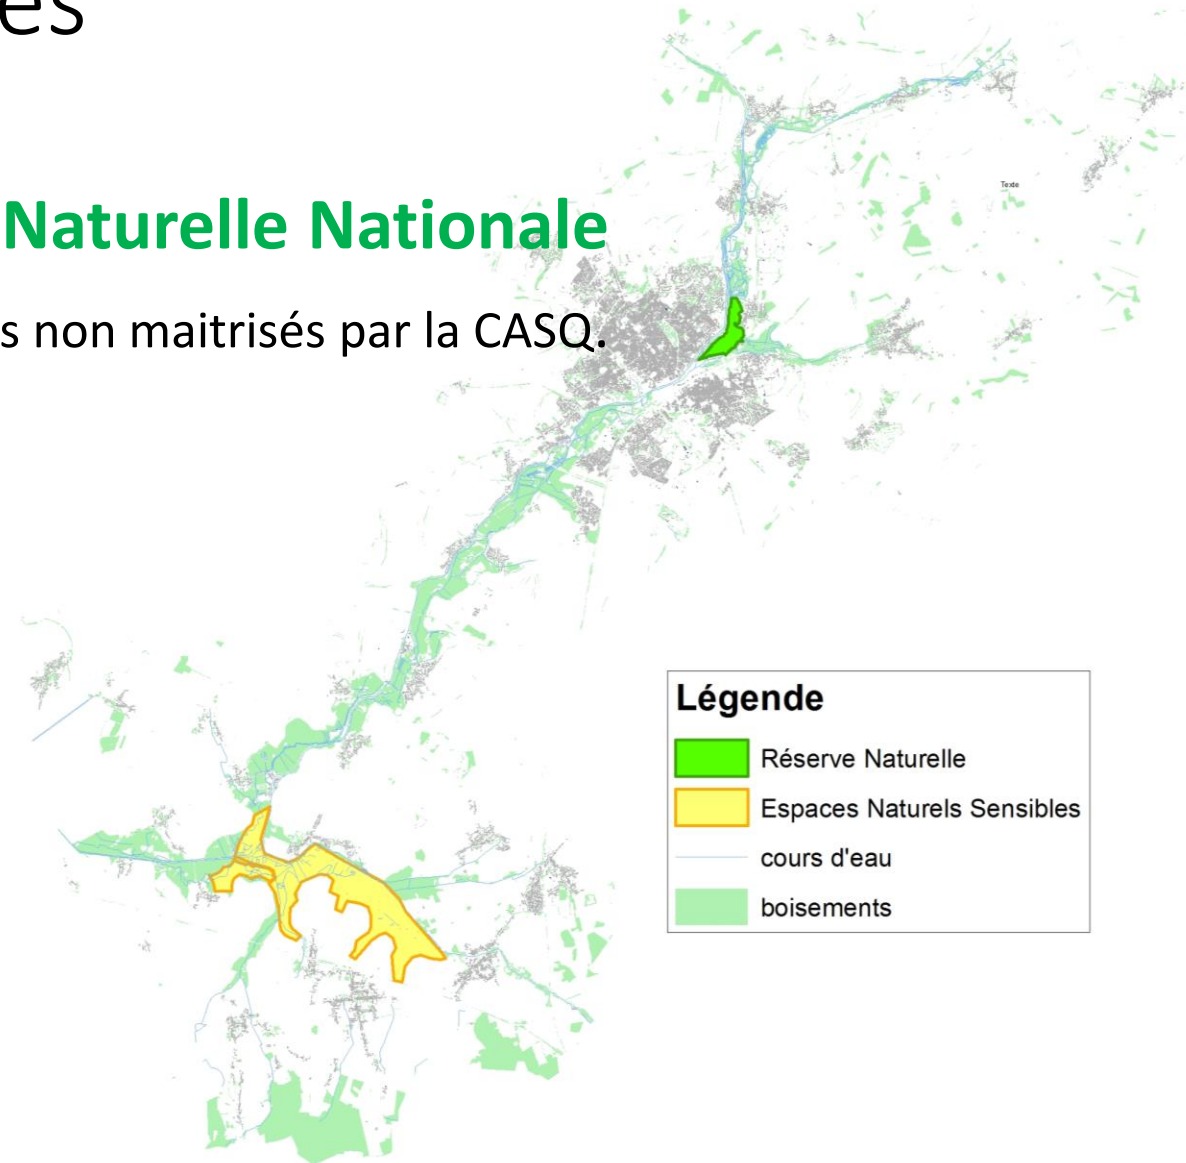 es
Naturelle Nationale
s non maitrisés par la CASQ.
Texte
Légende
Réserve Naturelle
Espaces Naturels Sensibles
cours d'eau
boisements